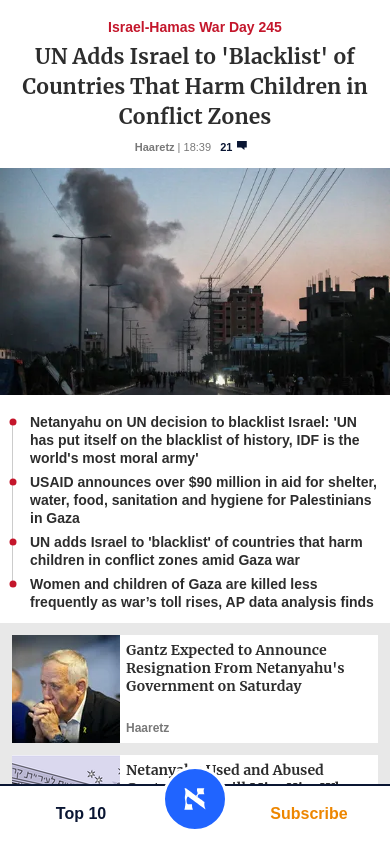 Israel-Hamas War Day 245
UN Adds Israel to 'Blacklist' of
Countries That Harm Children in
Conflict Zones
Haaretz | 18:39 21
Netanyahu on UN decision to blacklist Israel: 'UN
has put itself on the blacklist of history, IDF is the
world's most moral army'
USAID announces over $90 million in aid for shelter,
water, food, sanitation and hygiene for Palestinians
in Gaza
UN adds Israel to 'blacklist' of countries that harm
children in conflict zones amid Gaza war
Women and children of Gaza are killed less
frequently as war’s toll rises, AP data analysis finds
Gantz Expected to Announce
Resignation From Netanyahu's
Government on Saturday
Haaretz
Used and Abused
Top 10
Subscribe